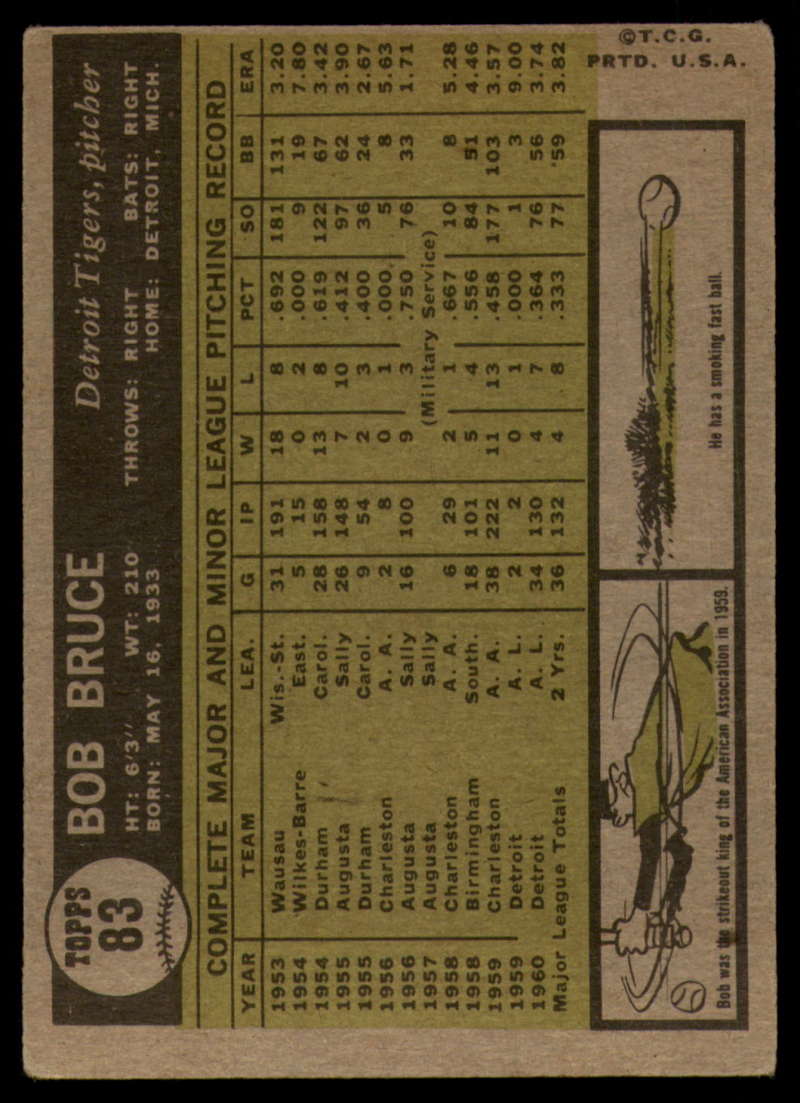 TOPPS
83
BOB BRUCE Detroit Tigers, pitcher
HT: 6'3" WT: 210 THROWS: RIGHT BATS: RIGHT
BORN: MAY 16, 1933 HOME: DETROIT, MICH.
COMPLETE MAJOR AND MINOR LEAGUE PITCHING RECORD
YEAR TEAM LEA. G IP W L PCT SO BB ERA
1953 Wausau Wis.-St. 31 191 18 8 .692 181 131 3.20
1954 Wilkes-Barre East. 5 15 0 2 .000 9 19 7.80
1954 Durham Carol. 28 158 13 8 .619 122 67 3.42
1955 Augusta Sally 26 148 7 10 .412 97 62 3.90
1955 Durham Carol. 9 54 2 3 .400 36 24 2.67
1956 Charleston A. A. 2 8 0 1 .000 5 8 5.63
1956 Augusta Sally 16 100 9 3 .750 76 33 1.71
1957 Augusta Sally (Military Service)
1958 Charleston A. A. 6 29 2 1 .667 10 8 5.28
1958 Birmingham South. 18 101 5 4 .556 84 51 4.46
1959 Charleston A. A. 38 222 11 13 .458 177 103 3.57
1959 Detroit A. L. 2 2 0 1 .000 1 3 9.00
1960 Detroit A. L. 34 130 4 7 .364 76 56 3.74
Major League Totals 2 Yrs. 36 132 4 8 .333 77 '59 3.82
Bob was the strikeout king of the American Association in 1959.
He has a smoking fast ball.
©T.C.G.
PRTD. U.S.A.